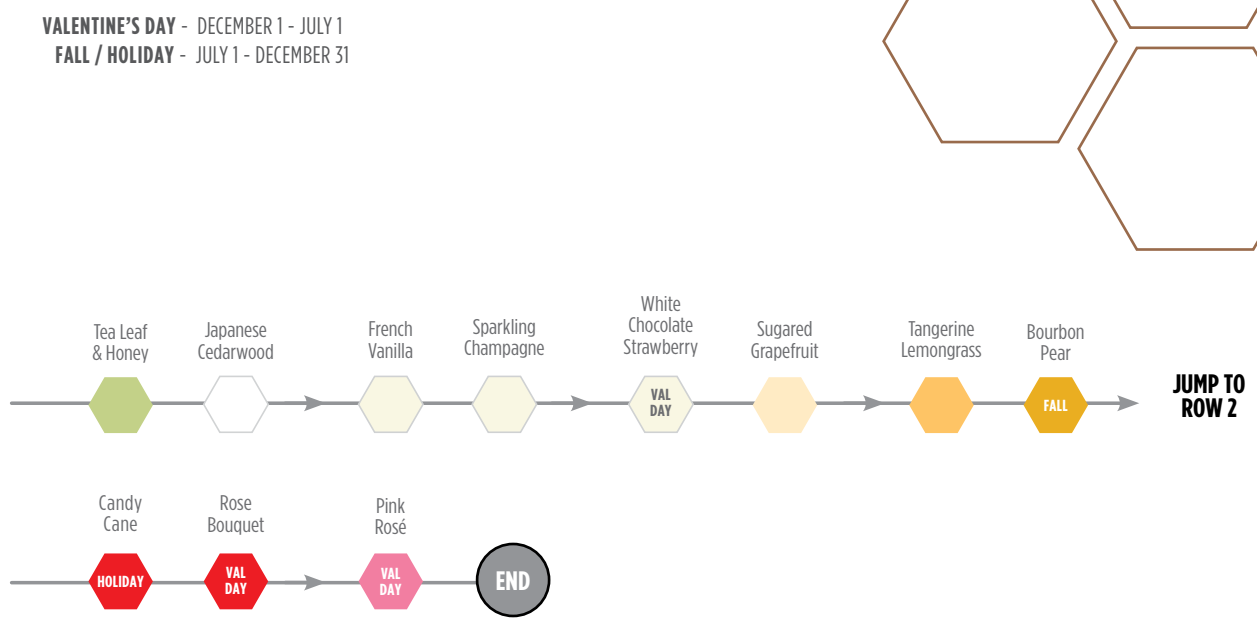 VALENTINE'S DAY - DECEMBER 1 - JULY 1
FALL / HOLIDAY - JULY 1 - DECEMBER 31
Tea Leaf
& Honey
Japanese
Cedarwood
French
Vanilla
Sparkling
Champagne
White
Chocolate
Strawberry
Sugared
Grapefruit
Tangerine
Lemongrass
Bourbon
Pear
VAL
DAY
FALL
JUMP TO
ROW 2
Candy
Cane
Rose
Bouquet
Pink
Rosé
HOLIDAY
VAL
DAY
VAL
DAY
END